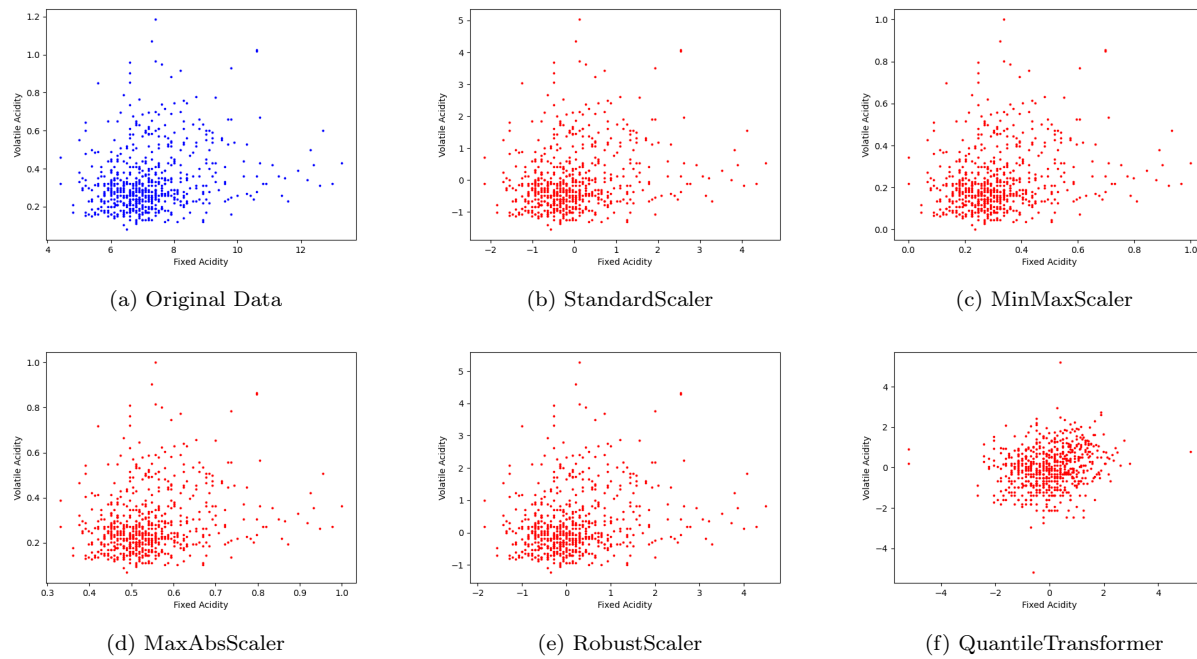 1.2
1.0
0.8
0.6
0.4
0.2
Volatile Acidity
4 6 8 10 12
Fixed Acidity
(a) Original Data
5
4
3
2
1
0
−1
Volatile Acidity
−2 −1 0 1 2 3 4
Fixed Acidity
(b) StandardScaler
1.0
0.8
0.6
0.4
0.2
0.0
Volatile Acidity
0.0 0.2 0.4 0.6 0.8 1.0
Fixed Acidity
(c) MinMaxScaler
1.0
0.8
0.6
0.4
0.2
Volatile Acidity
0.3 0.4 0.5 0.6 0.7 0.8 0.9 1.0
Fixed Acidity
(d) MaxAbsScaler
5
4
3
2
1
0
−1
Volatile Acidity
−2 −1 0 1 2 3 4
Fixed Acidity
(e) RobustScaler
4
2
0
−2
−4
Volatile Acidity
−4 −2 0 2 4
Fixed Acidity
(f) QuantileTransformer